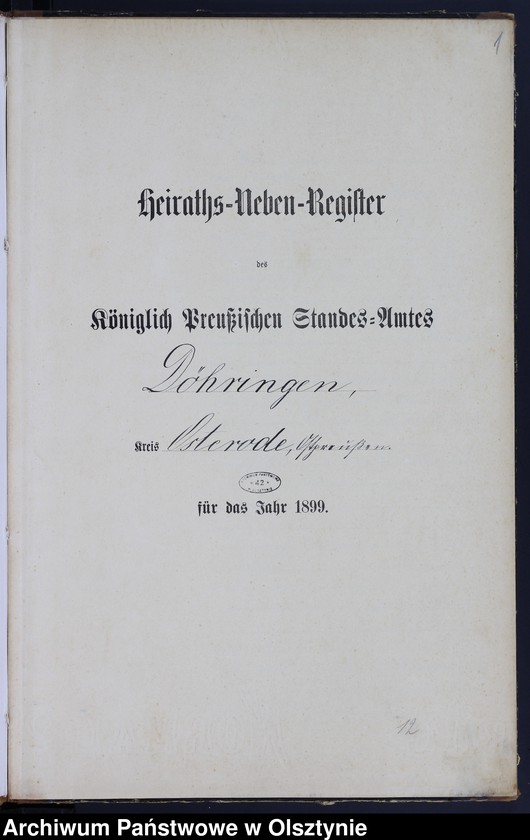 1
Heiraths-Neben-Register
des
Königlich Preußischen Standes-Amtes
Döhringen,
Kreis Osterode, Ostpreußen.
42
für das Jahr 1899.
12
Archiwum Państwowe w Olsztynie